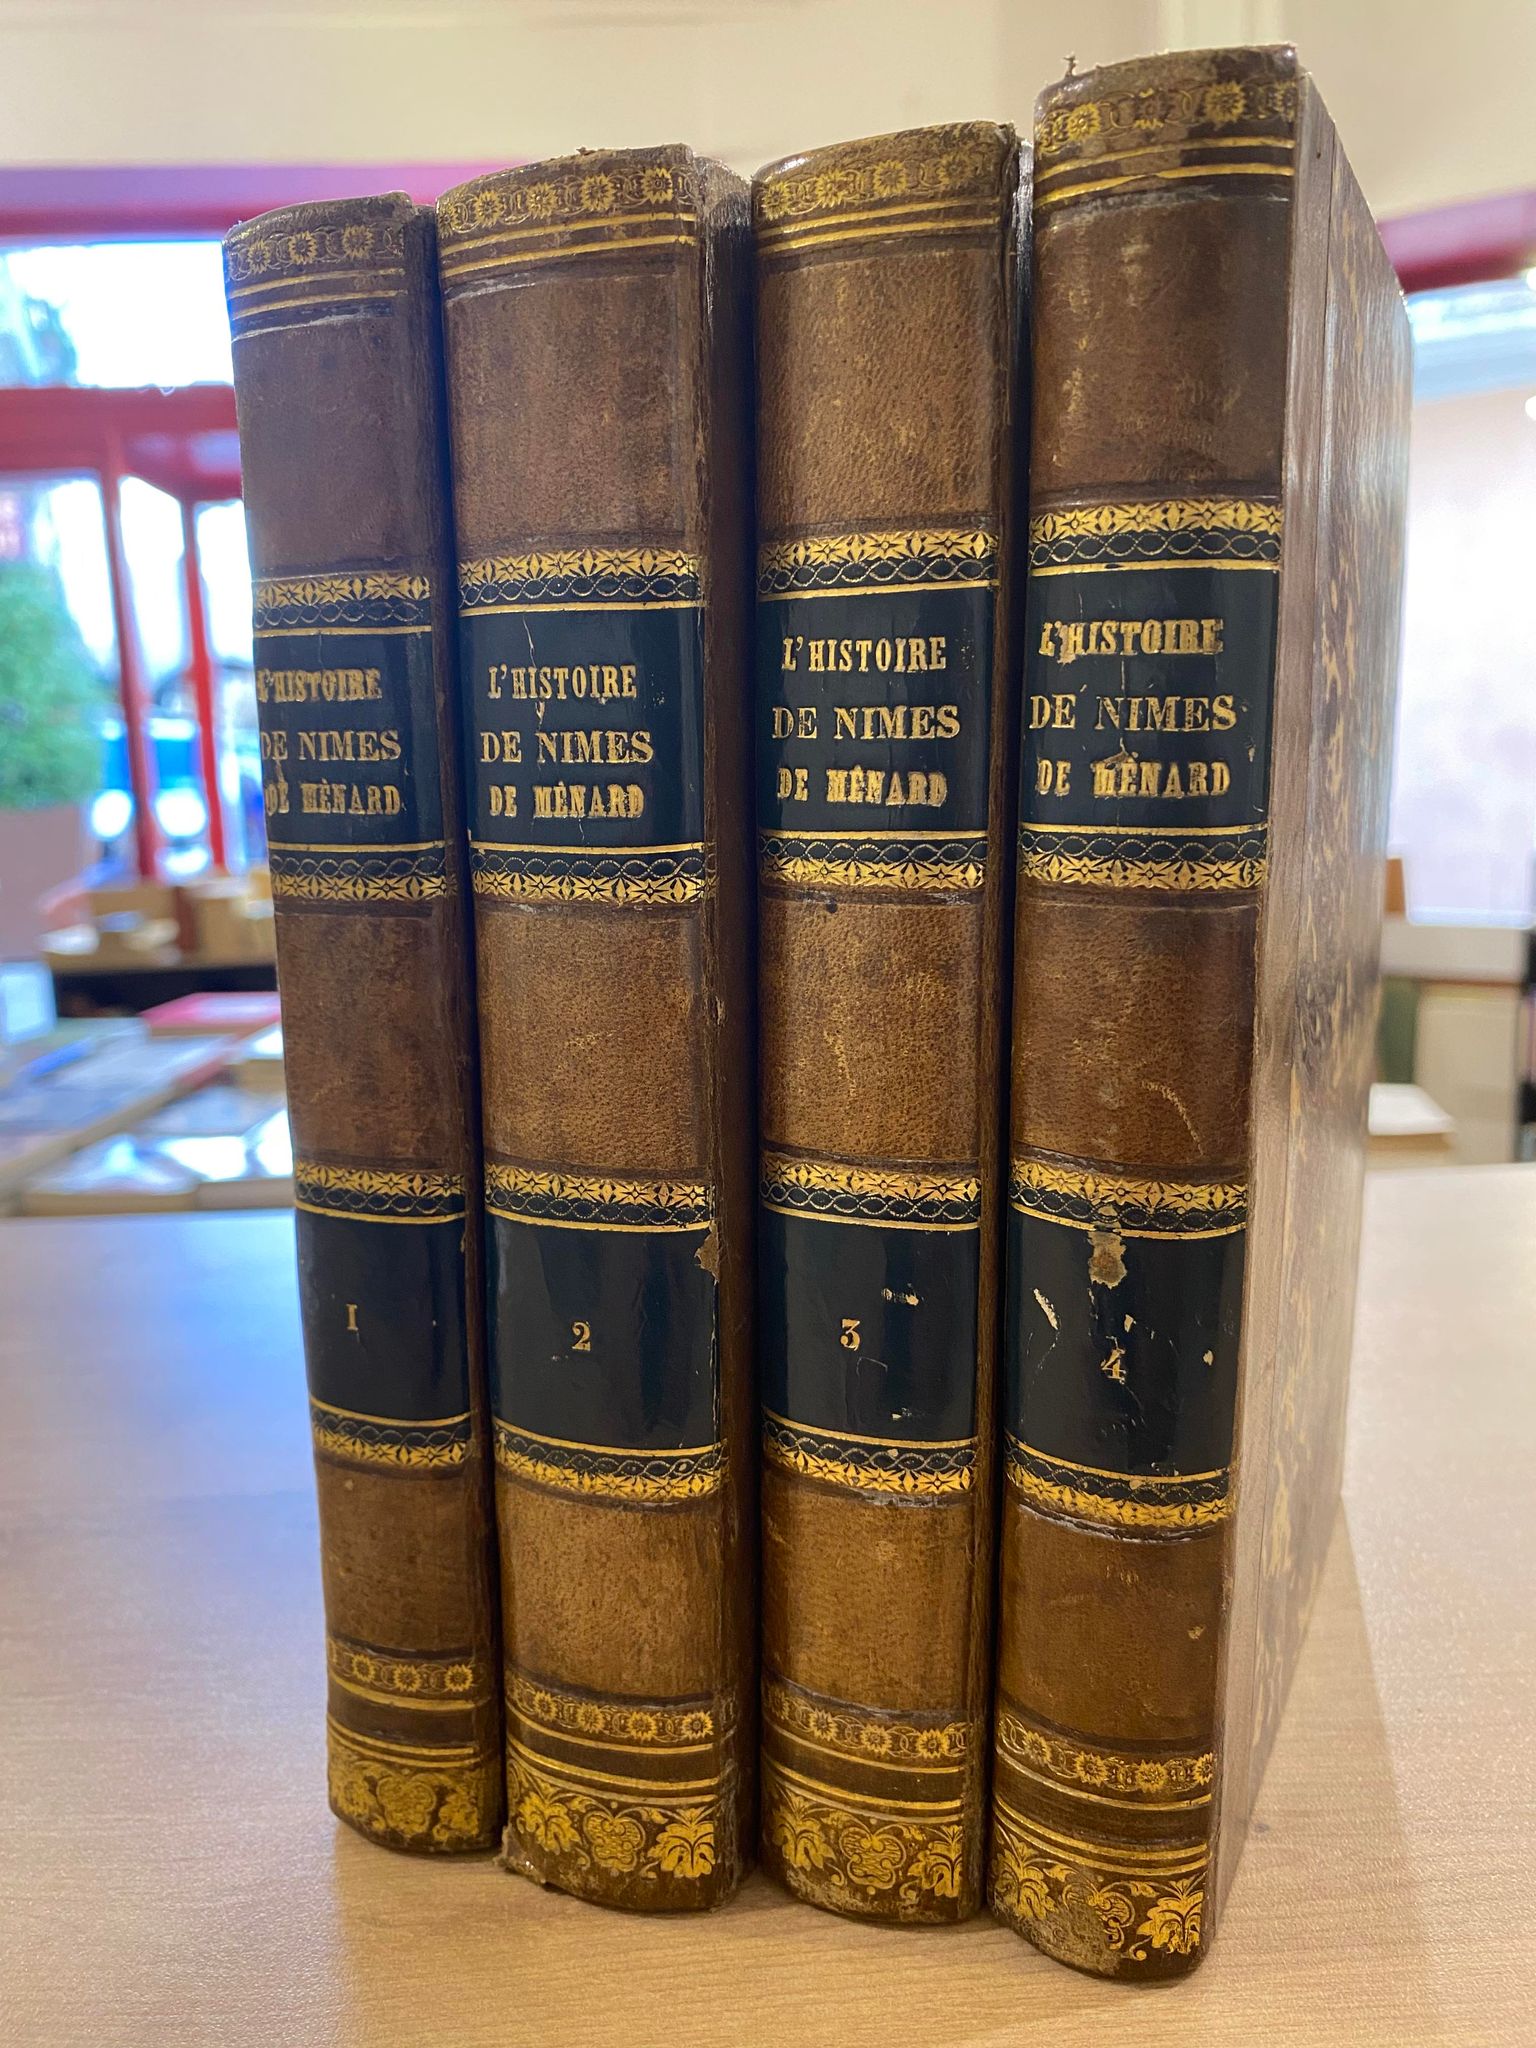 L'HISTOIRE
DE NIMES
DE MÉNARD
1
L'HISTOIRE
DE NIMES
DE MÉNARD
2
L'HISTOIRE
DE NIMES
DE MÉNARD
3
L'HISTOIRE
DE NIMES
DE MÉNARD
4